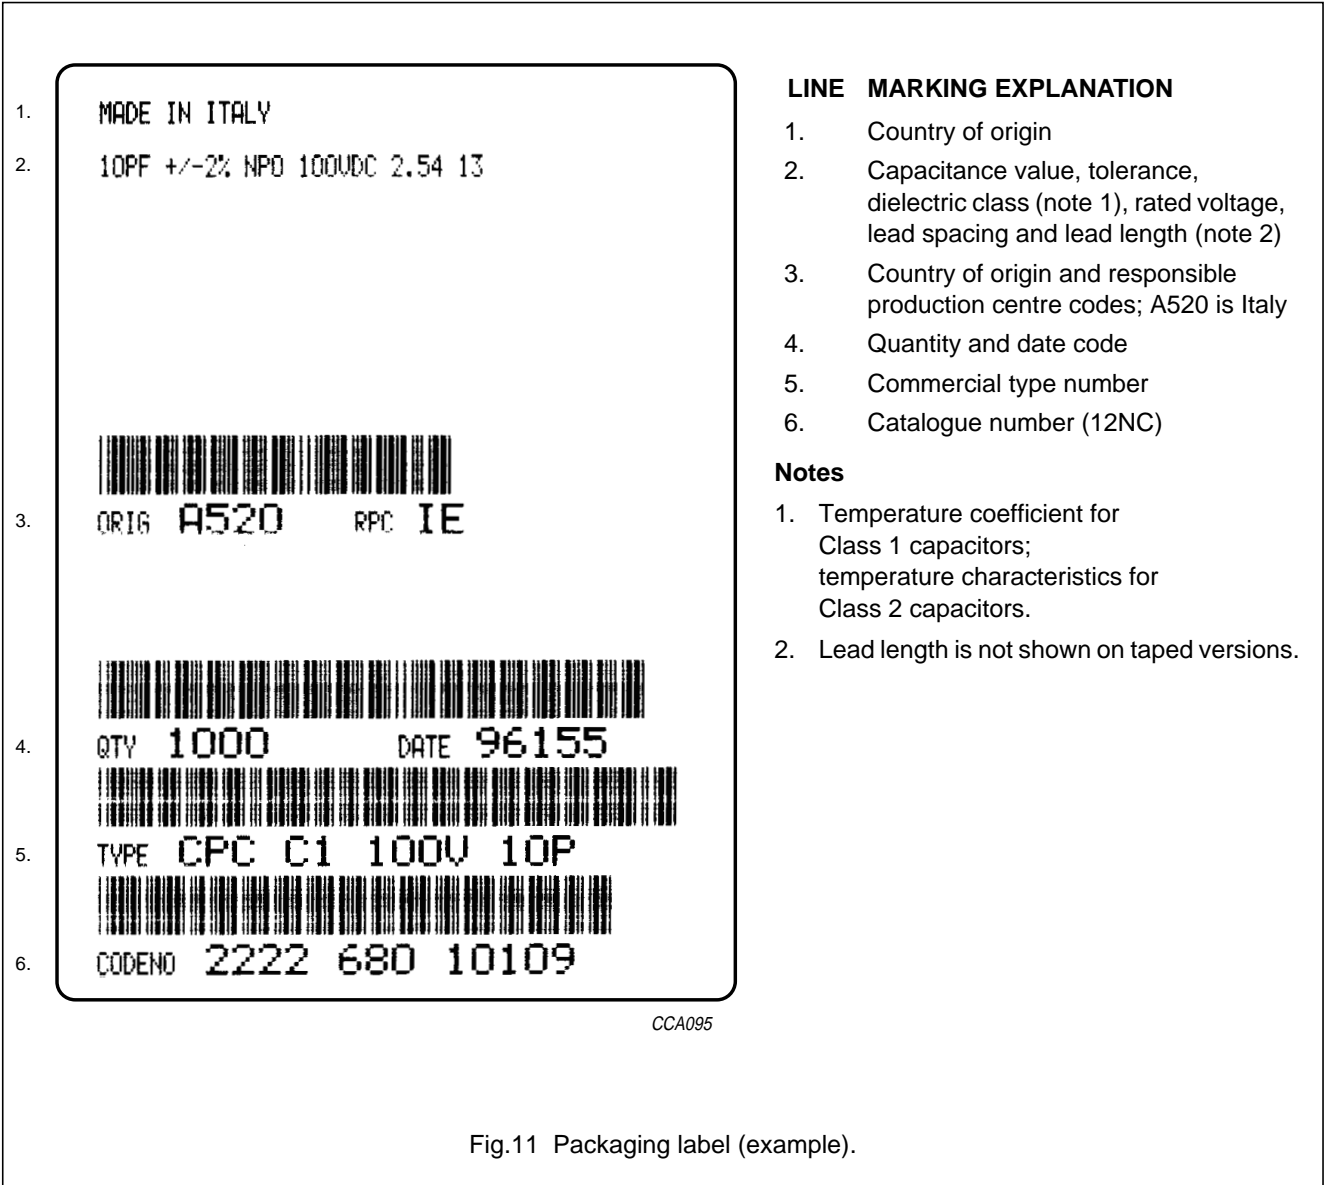 1. MADE IN ITALY
2. 10PF +/-2% NPO 100VDC 2.54 13
3. ORIG A520 RPC IE
4. QTY 1000 DATE 96155
5. TYPE CPC C1 100V 10P
6. CODENO 2222 680 10109
CCA095
LINE MARKING EXPLANATION
1. Country of origin
2. Capacitance value, tolerance,
dielectric class (note 1), rated voltage,
lead spacing and lead length (note 2)
3. Country of origin and responsible
production centre codes; A520 is Italy
4. Quantity and date code
5. Commercial type number
6. Catalogue number (12NC)
Notes
1. Temperature coefficient for
Class 1 capacitors;
temperature characteristics for
Class 2 capacitors.
2. Lead length is not shown on taped versions.
Fig.11 Packaging label (example).